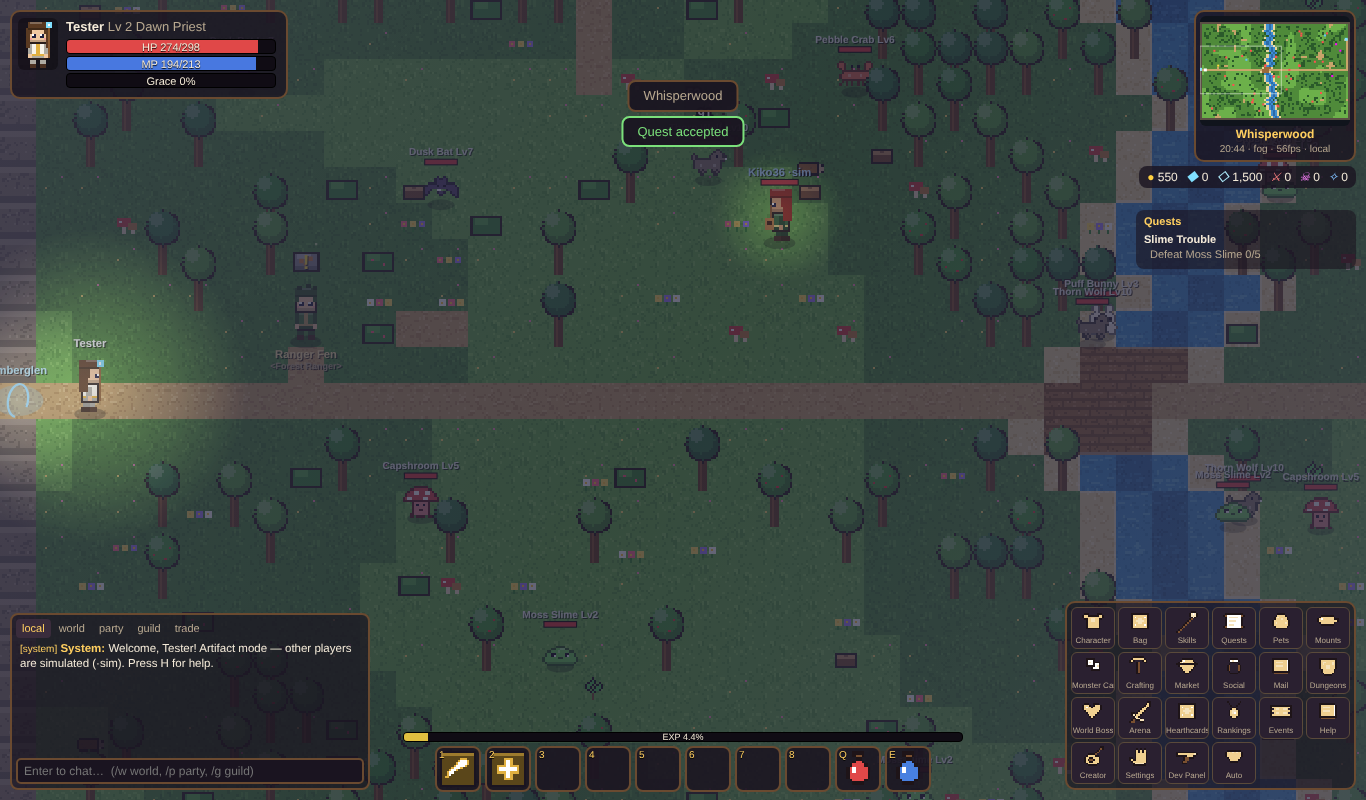 Tester Lv 2 Dawn Priest
HP 274/298
MP 194/213
Grace 0%
Whisperwood
Quest accepted
Pebble Crab Lv6
Dusk Bat Lv7
Kiko36 ·sim
Whisperwood
20:44 · fog · 56fps · local
550 0 1,500 0 0 0
Quests
Slime Trouble
Defeat Moss Slime 0/5
Puff Bunny Lv3
Thorn Wolf Lv10
Tester
Ranger Fen
<Forest Ranger>
mberglen
Capshroom Lv5
Thorn Wolf Lv10
Moss Slime Lv2
Capshroom Lv5
Moss Slime Lv2
local world party guild trade
[system] System: Welcome, Tester! Artifact mode — other players
are simulated (·sim). Press H for help.
Enter to chat… (/w world, /p party, /g guild)
EXP 4.4%
1 2 3 4 5 6 7 8 Q E
Lv2
Character Bag Skills Quests Pets Mounts
Monster Ca Crafting Market Social Mail Dungeons
World Boss Arena Hearthcards Rankings Events Help
Creator Settings Dev Panel Auto